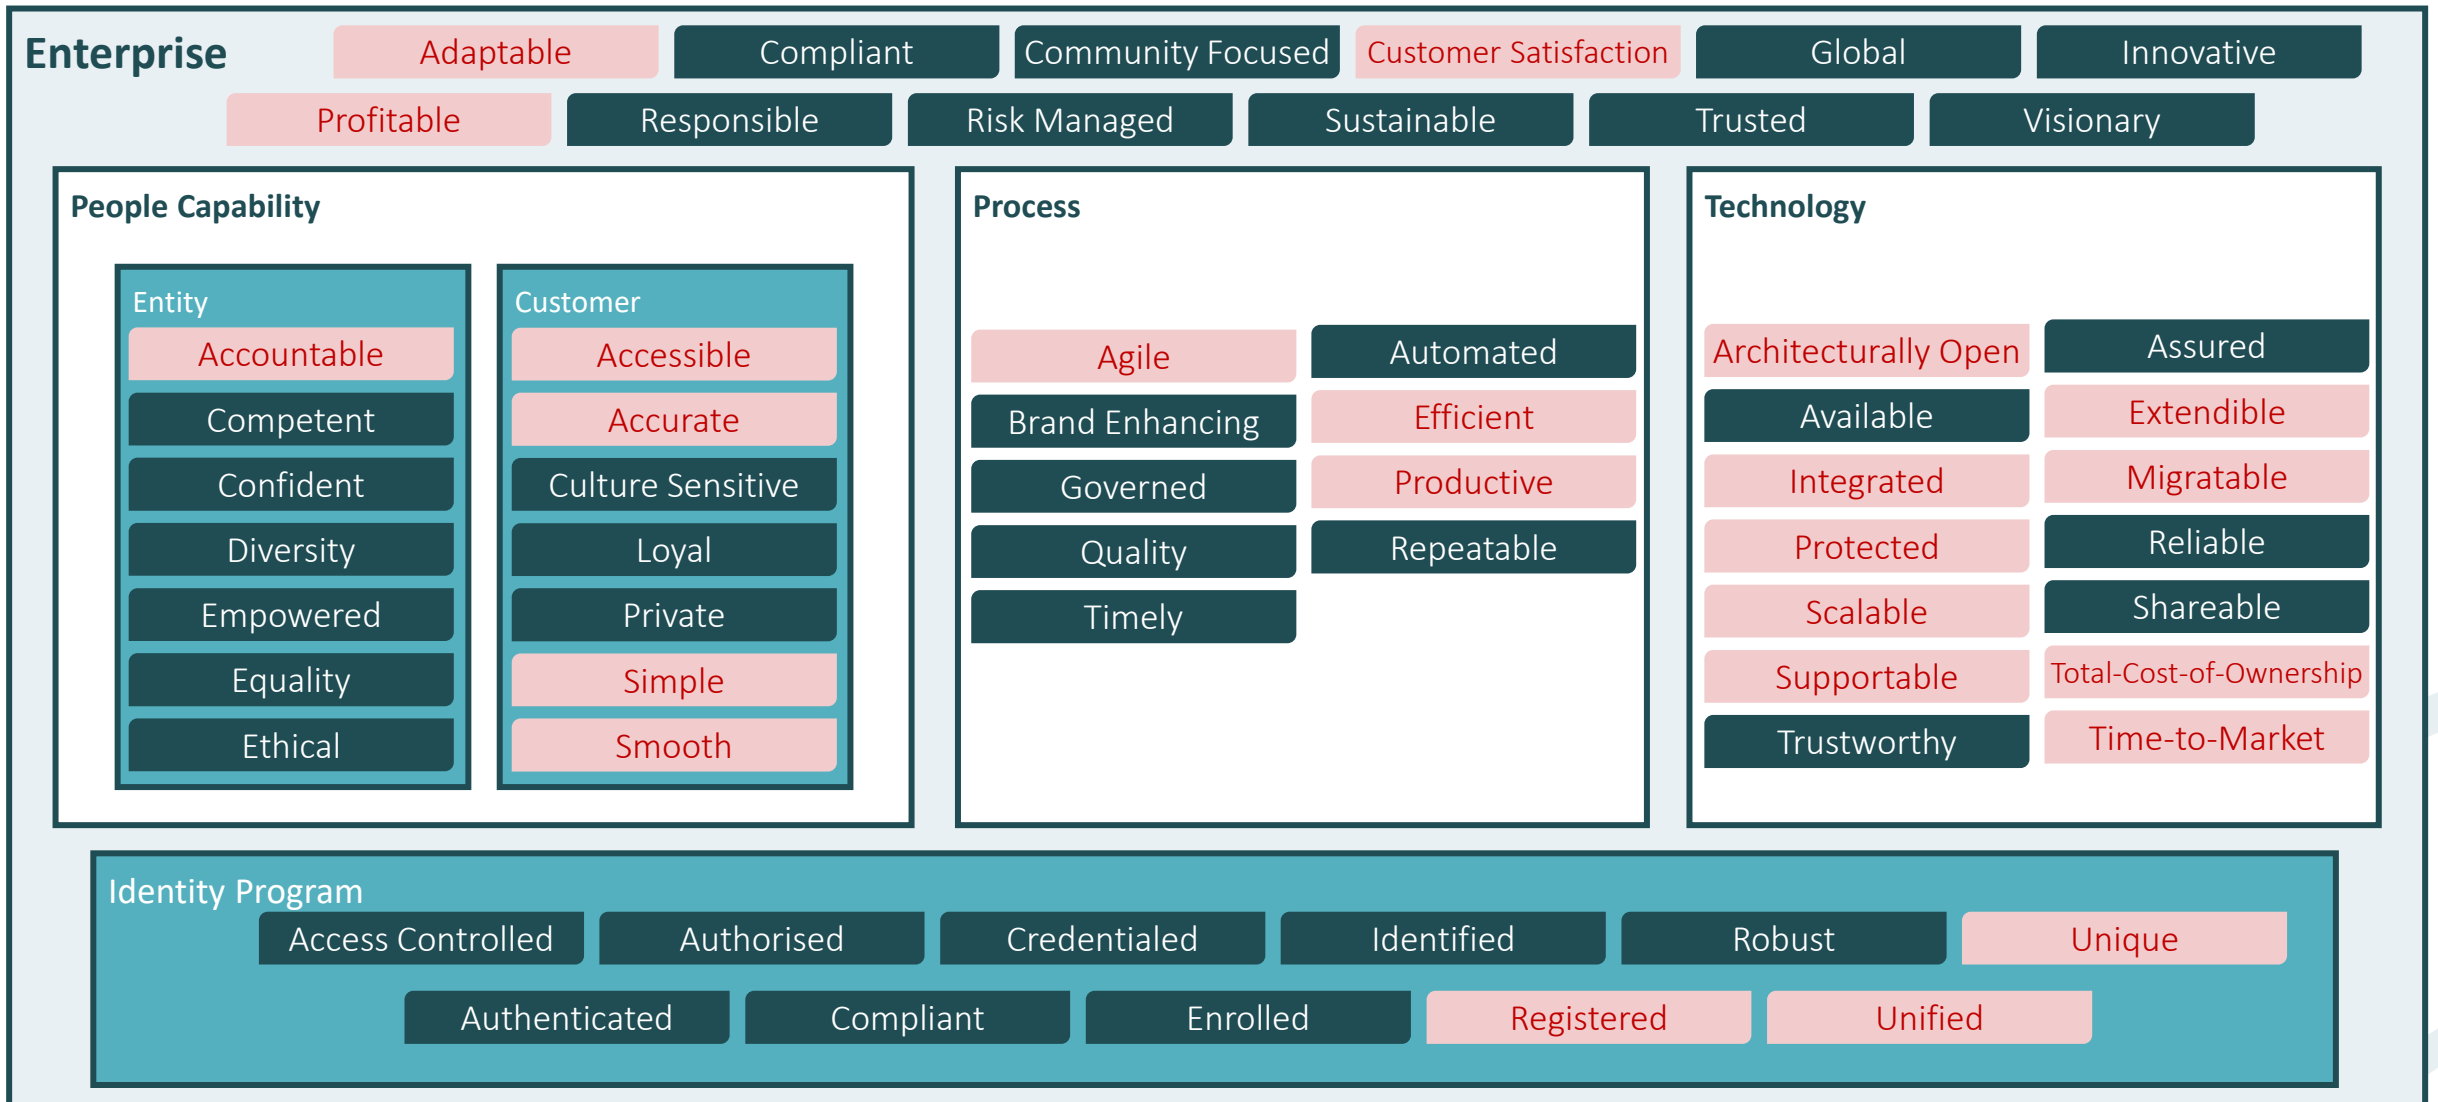 Enterprise
Adaptable
Compliant
Community Focused
Customer Satisfaction
Global
Innovative
Profitable
Responsible
Risk Managed
Sustainable
Trusted
Visionary
People Capability
Entity
Accountable
Competent
Confident
Diversity
Empowered
Equality
Ethical
Customer
Accessible
Accurate
Culture Sensitive
Loyal
Private
Simple
Smooth
Process
Agile
Brand Enhancing
Governed
Quality
Timely
Automated
Efficient
Productive
Repeatable
Technology
Architecturally Open
Available
Integrated
Protected
Scalable
Supportable
Trustworthy
Assured
Extendible
Migratable
Reliable
Shareable
Total-Cost-of-Ownership
Time-to-Market
Identity Program
Access Controlled
Authorised
Credentialed
Identified
Robust
Unique
Authenticated
Compliant
Enrolled
Registered
Unified